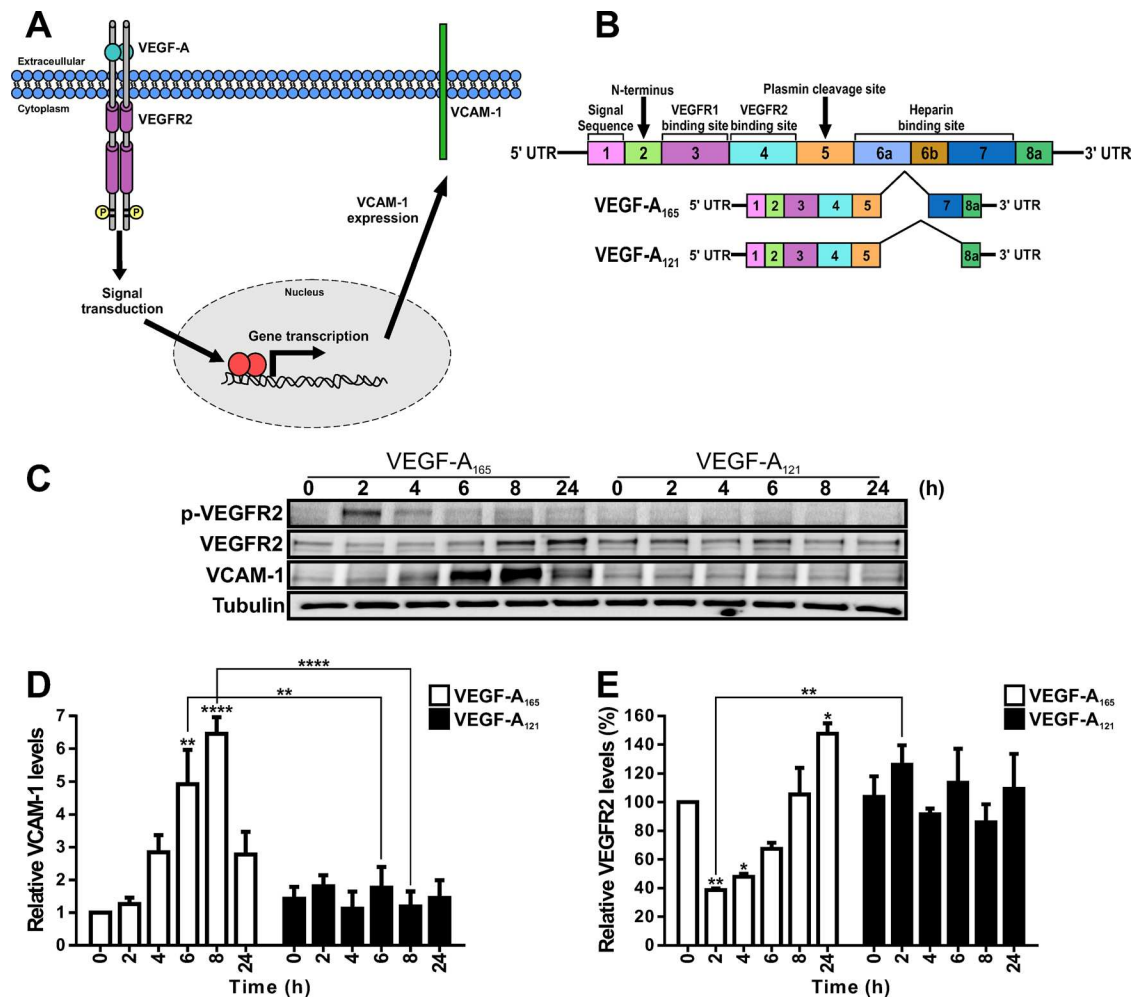 A
VEGF-A
Extraceullular
Cytoplasm
VEGFR2
VCAM-1
P
P
VCAM-1
expression
Signal
transduction
Nucleus
Gene transcription
B
N-terminus
Plasmin cleavage site
Signal
Sequence
VEGFR1
binding site
VEGFR2
binding site
Heparin
binding site
5' UTR 1 2 3 4 5 6a 6b 7 8a 3' UTR
VEGF-A165 5' UTR 1 2 3 4 5 7 8a 3' UTR
VEGF-A121 5' UTR 1 2 3 4 5 8a 3' UTR
C
VEGF-A165 VEGF-A121
0 2 4 6 8 24 0 2 4 6 8 24 (h)
p-VEGFR2
VEGFR2
VCAM-1
Tubulin
D
VEGF-A165
VEGF-A121
****
**
****
**
Relative VCAM-1 levels
7
6
5
4
3
2
1
0
0 2 4 6 8 24 0 2 4 6 8 24
Time (h)
E
VEGF-A165
VEGF-A121
**
*
**
*
Relative VEGFR2 levels (%)
160
140
120
100
80
60
40
20
0
0 2 4 6 8 24 0 2 4 6 8 24
Time (h)